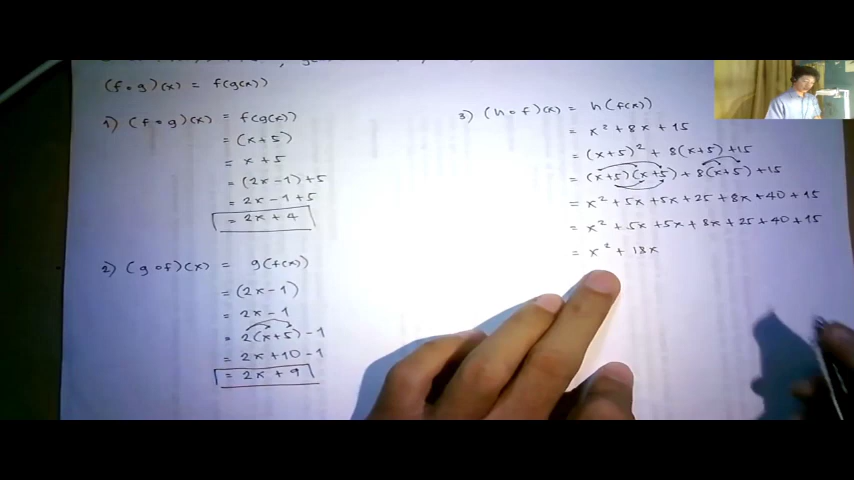 (f∘g)(x) = f(g(x))
1) (f∘g)(x) = f(g(x))
= (x+5)
= x+5
= (2x-1)+5
= 2x-1+5
= 2x+4
2) (g∘f)(x) = g(f(x))
= (2x-1)
= 2x-1
= 2(x+5)-1
= 2x+10-1
= 2x+9
3) (h∘f)(x) = h(f(x))
= x²+8x+15
= (x+5)²+8(x+5)+15
= (x+5)(x+5)+8(x+5)+15
= x²+5x+5x+25+8x+40+15
= x²+5x+5x+8x+25+40+15
= x²+18x